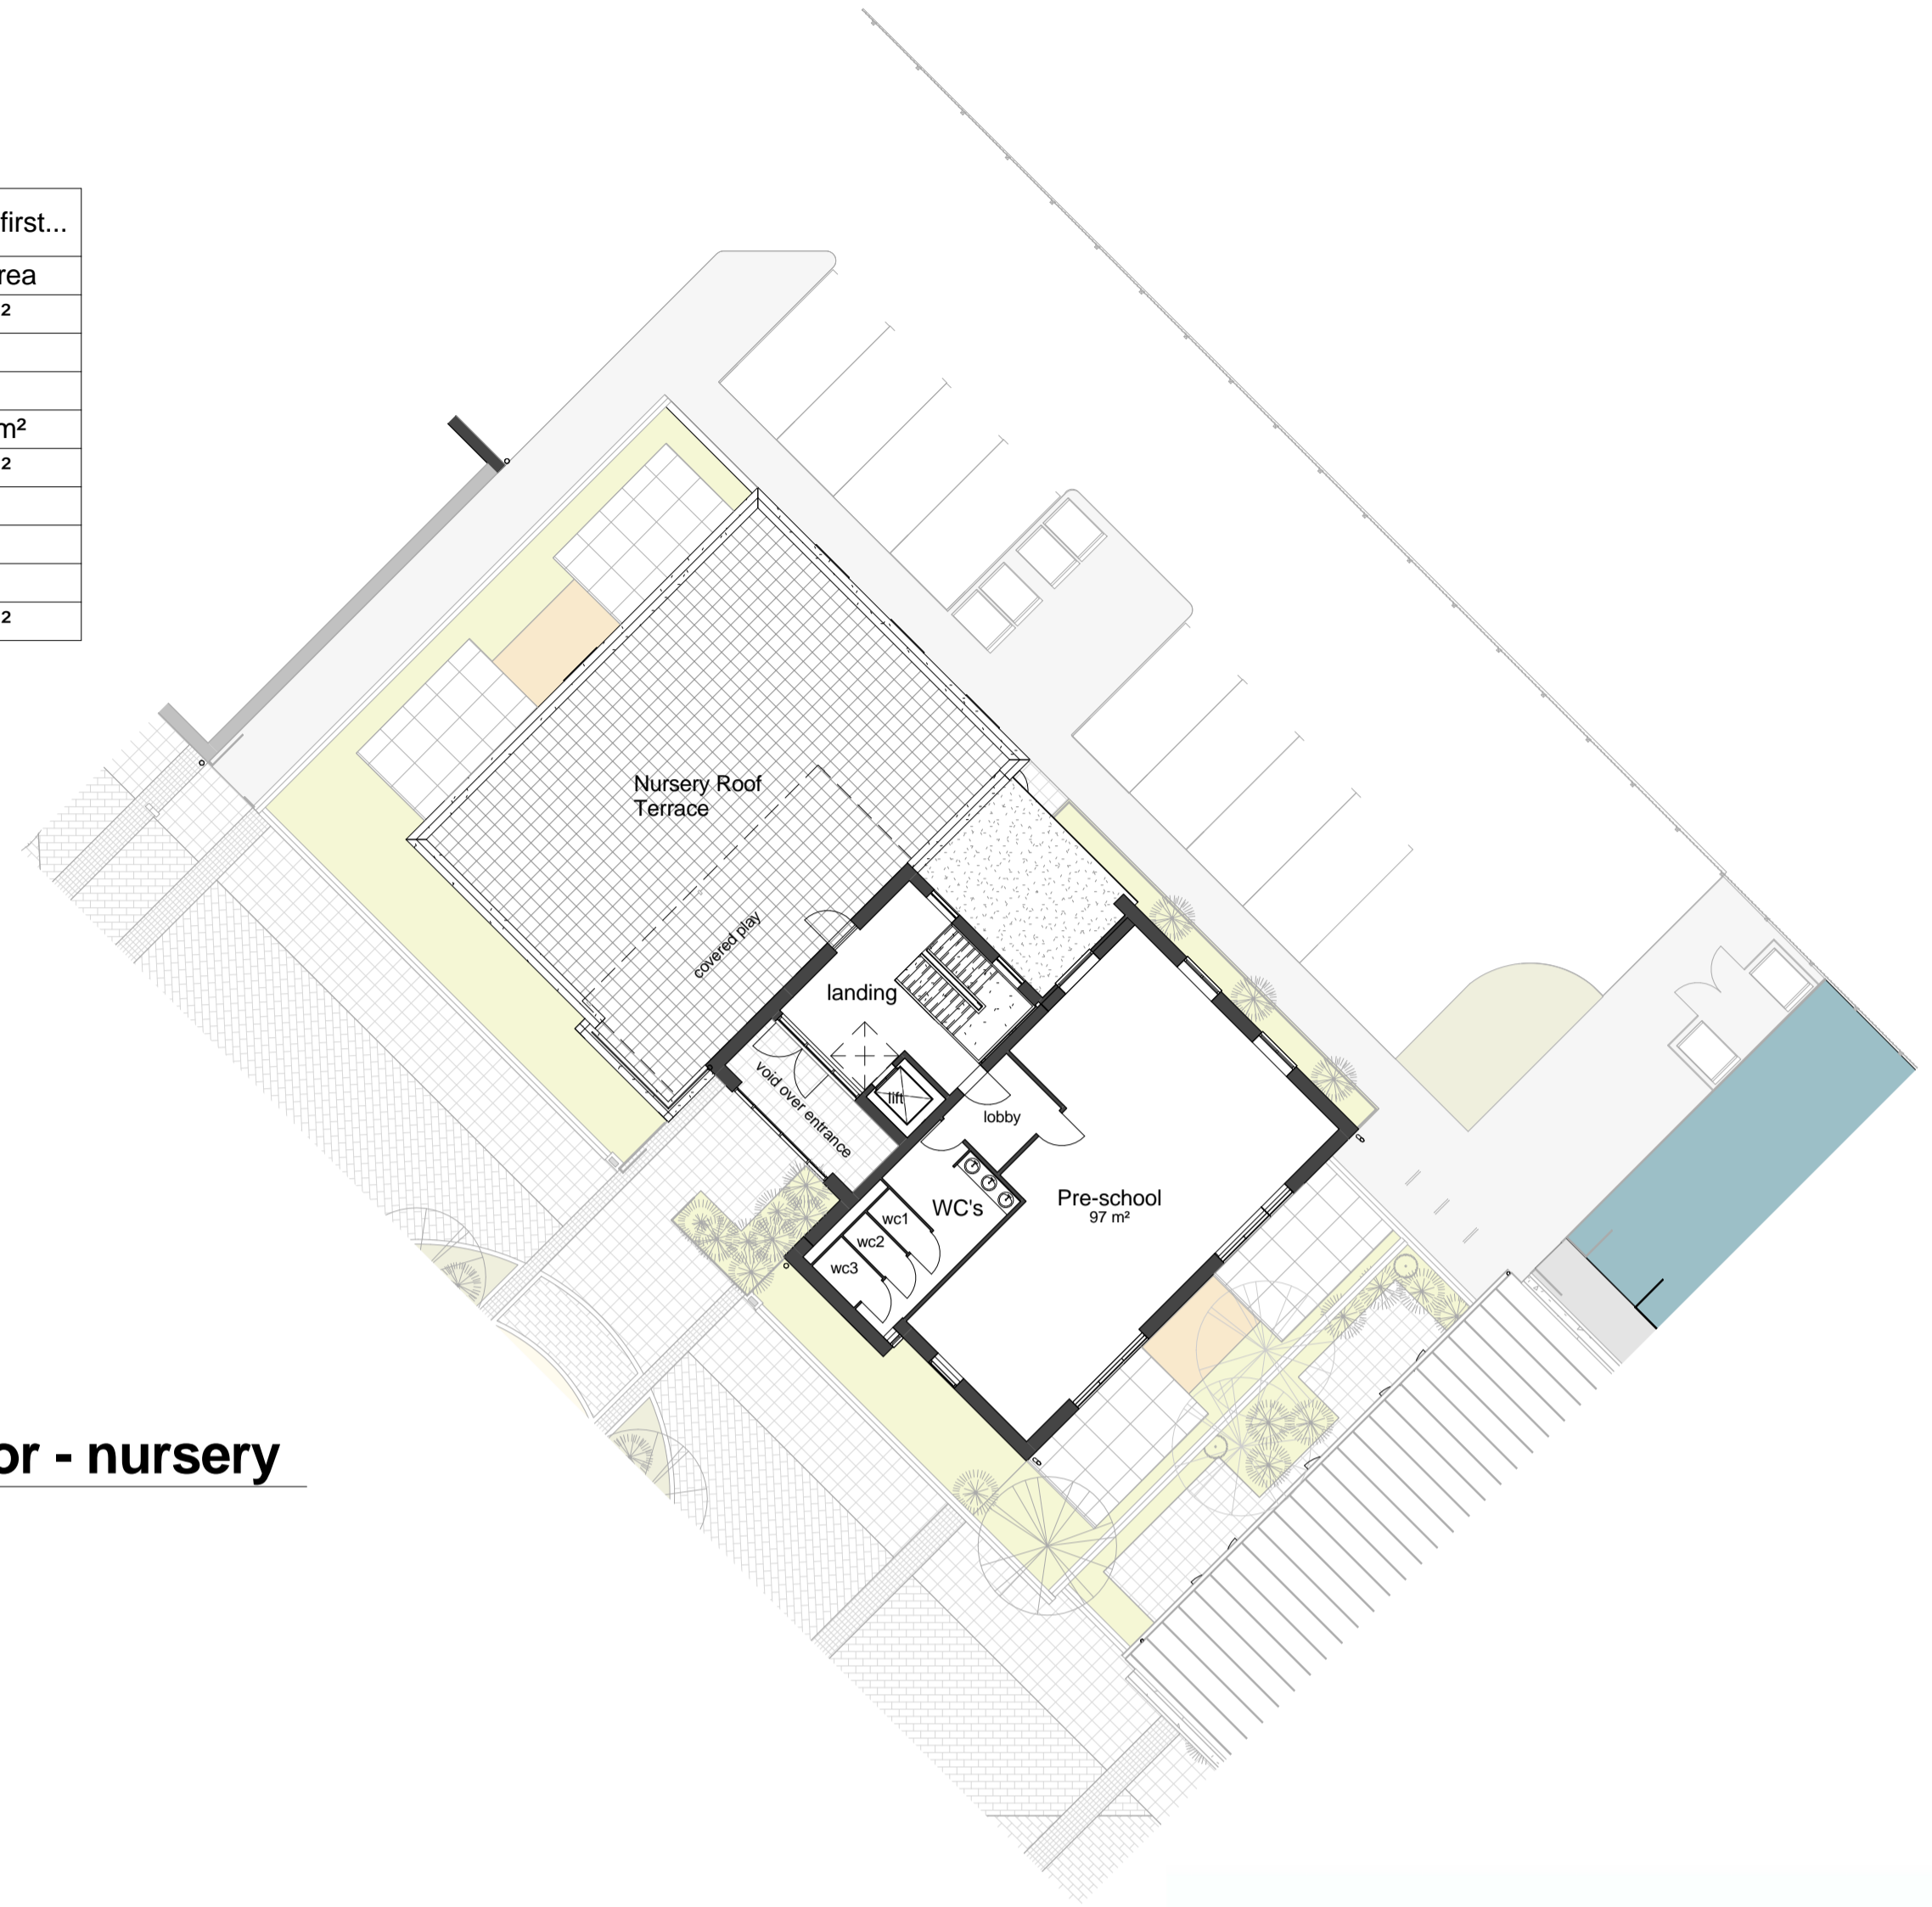 first...
rea
²
m²
²
²
Nursery Roof
Terrace
covered play
landing
void over entrance
lift
lobby
WC's
wc1
wc2
wc3
Pre-school
97 m²
or - nursery